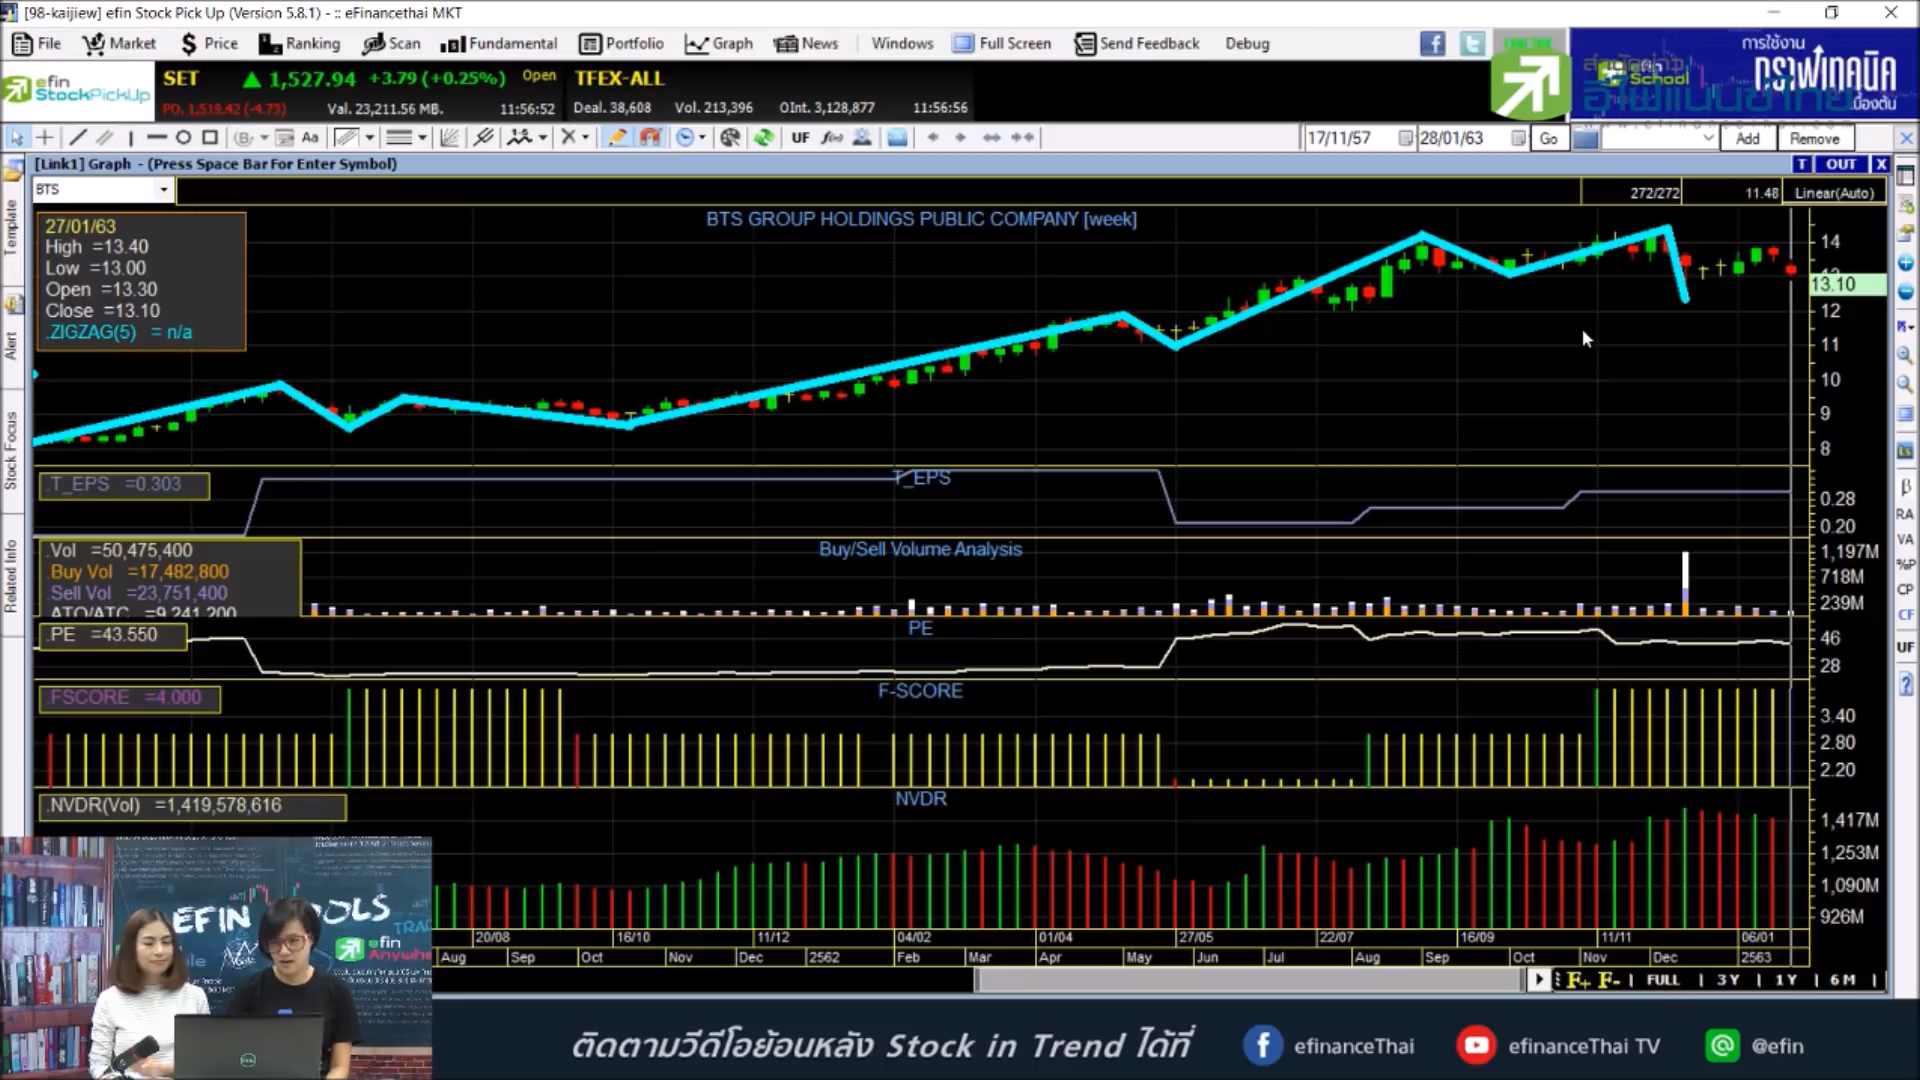 [98-kaijiew] efin Stock Pick Up (Version 5.8.1) - :: eFinancethai MKT
File Market Price Ranking Scan Fundamental Portfolio Graph News Windows Full Screen Send Feedback Debug
การใช้งาน
กราฟเทคนิค
เบื้องต้น
efin School
efin StockPickUp
SET 1,527.94 +3.79 (+0.25%) Open TFEX-ALL
PO. 1,519.42 (-4.73) Val. 23,211.56 MB. 11:56:52 Deal. 38,608 Vol. 213,396 OInt. 3,128,877 11:56:56
Aa UF f(x) 17/11/57 28/01/63 Go Add Remove
[Link1] Graph - (Press Space Bar For Enter Symbol) T OUT X
BTS 272/272 11.48 Linear(Auto)
BTS GROUP HOLDINGS PUBLIC COMPANY [week]
27/01/63
High =13.40
Low =13.00
Open =13.30
Close =13.10
.ZIGZAG(5) = n/a
14
13.10
12
11
10
9
8
Template
Alert
Stock Focus
Related Info
.T_EPS =0.303 T_EPS
0.28
0.20
.Vol =50,475,400 Buy/Sell Volume Analysis
.Buy Vol =17,482,800
.Sell Vol =23,751,400
ATO/ATC =9,241,200
1,197M
718M
239M
.PE =43.550 PE
46
28
.FSCORE =4.000 F-SCORE
3.40
2.80
2.20
.NVDR(Vol) =1,419,578,616 NVDR
1,417M
1,253M
1,090M
926M
β
RA
VA
%P
CP
CF
UF
20/08 16/10 11/12 04/02 01/04 27/05 22/07 16/09 11/11 06/01
Aug Sep Oct Nov Dec 2562 Feb Mar Apr May Jun Jul Aug Sep Oct Nov Dec 2563
F+ F- FULL 3Y 1Y 6M
EFIN
OLS
efin
Anywhe
ติดตามวีดีโอย้อนหลัง Stock in Trend ได้ที่ efinanceThai efinanceThai TV @efin